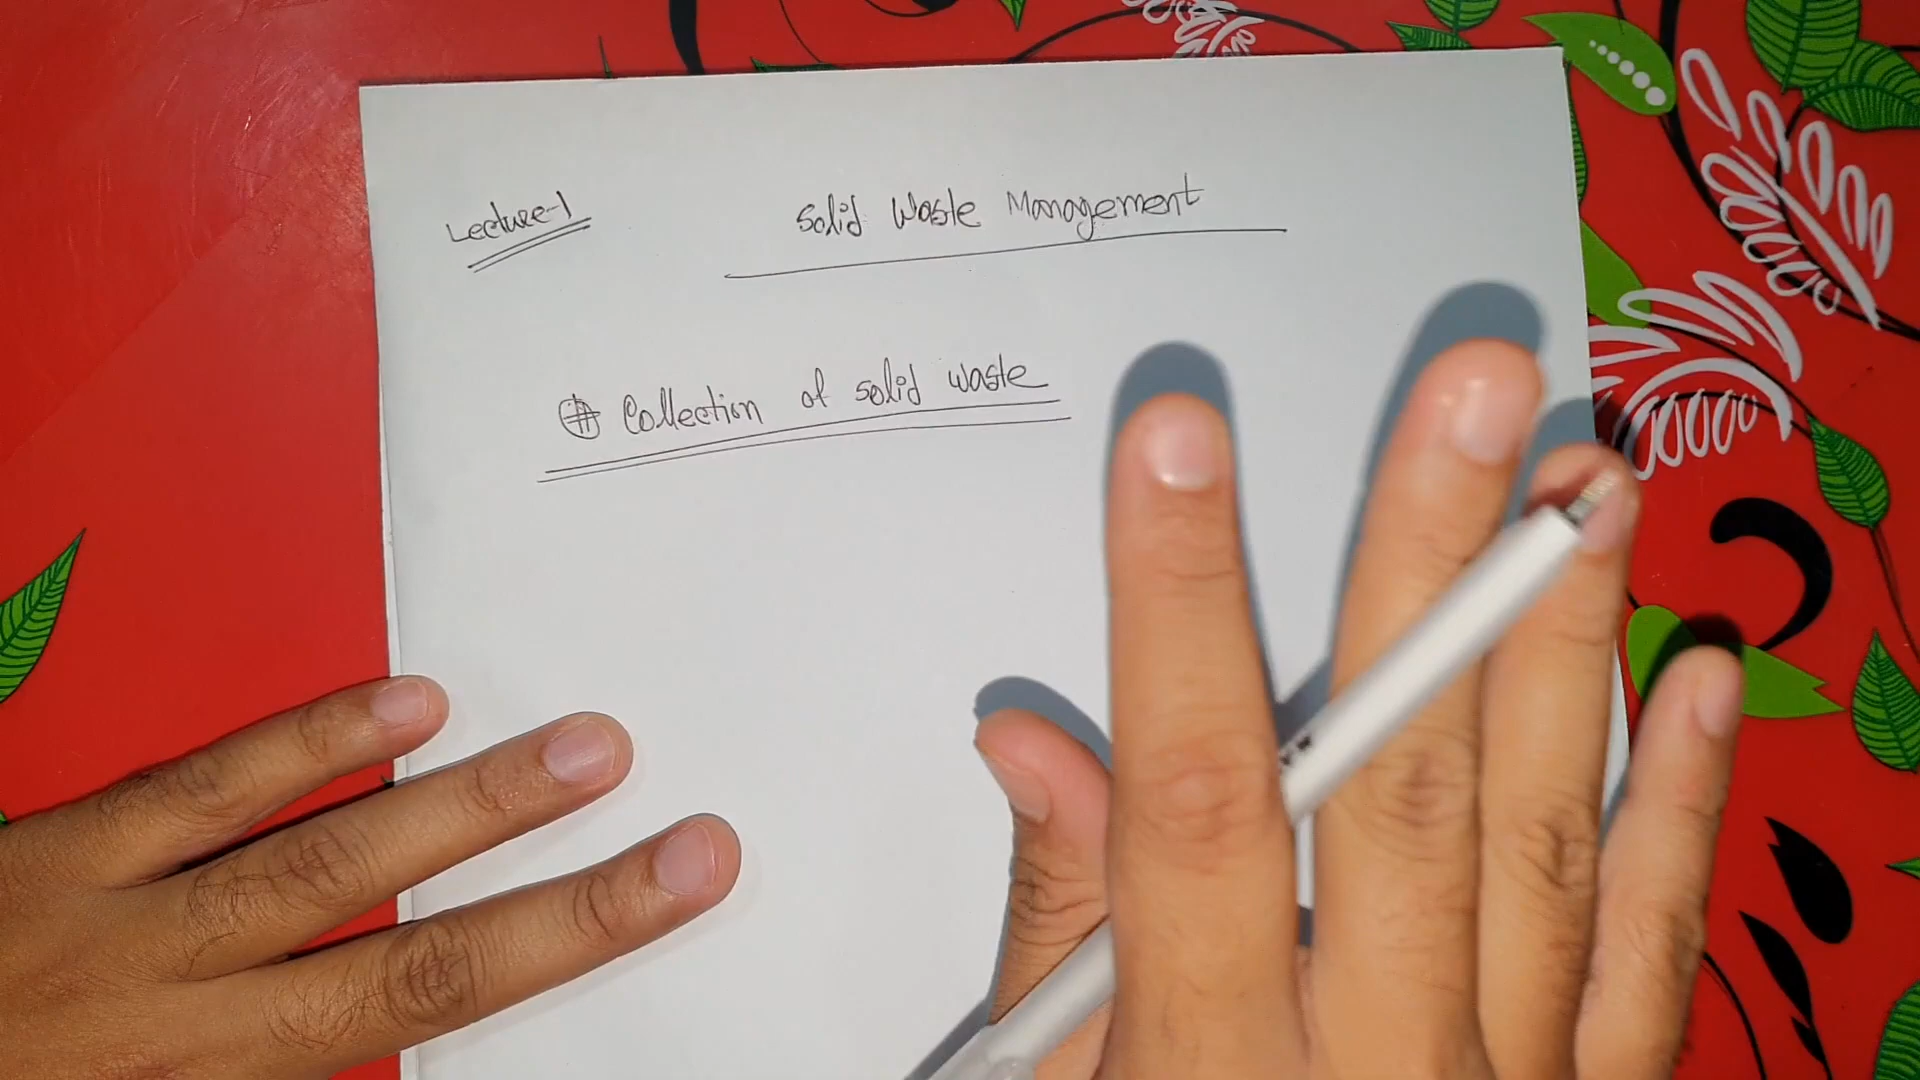 Lecture-1
Solid Waste Management
# Collection of solid waste